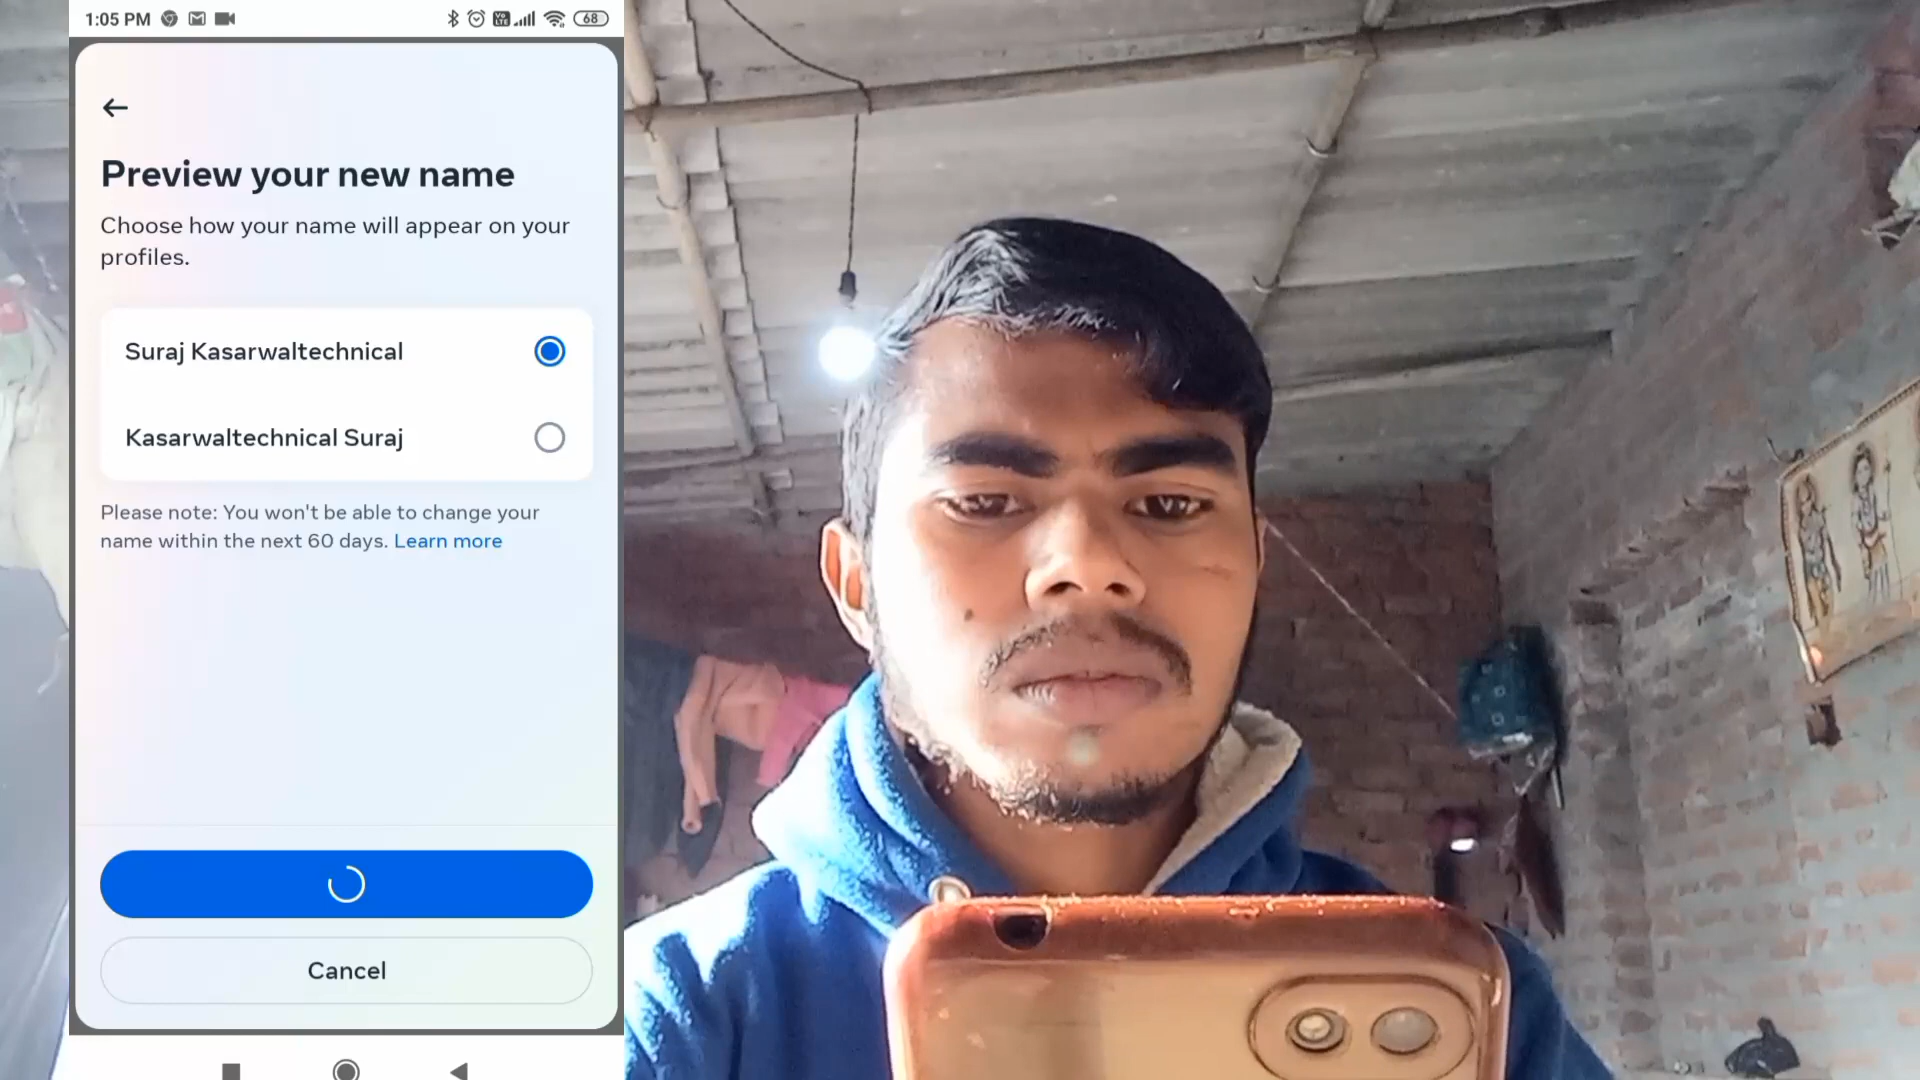 1:05 PM
Vo
LTE
68
Preview your new name
Choose how your name will appear on your
profiles.
Suraj Kasarwaltechnical
Kasarwaltechnical Suraj
Please note: You won't be able to change your
name within the next 60 days. Learn more
Cancel